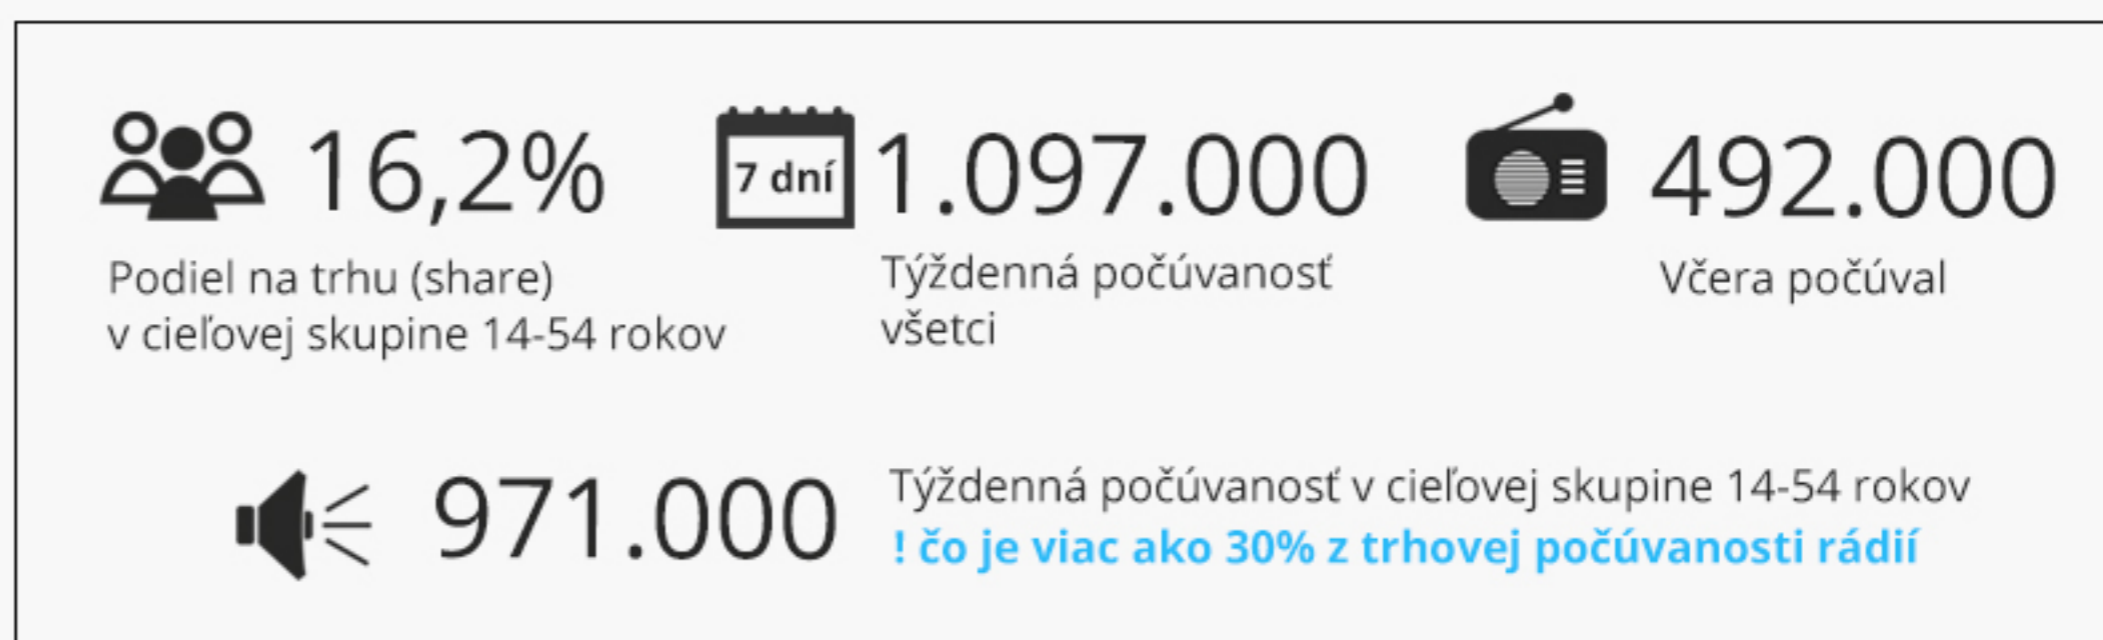 16,2%
Podiel na trhu (share)
v cieľovej skupine 14-54 rokov
7 dní
1.097.000
Týždenná počúvanosť
všetci
492.000
Včera počúval
971.000
Týždenná počúvanosť v cieľovej skupine 14-54 rokov
! čo je viac ako 30% z trhovej počúvanosti rádií